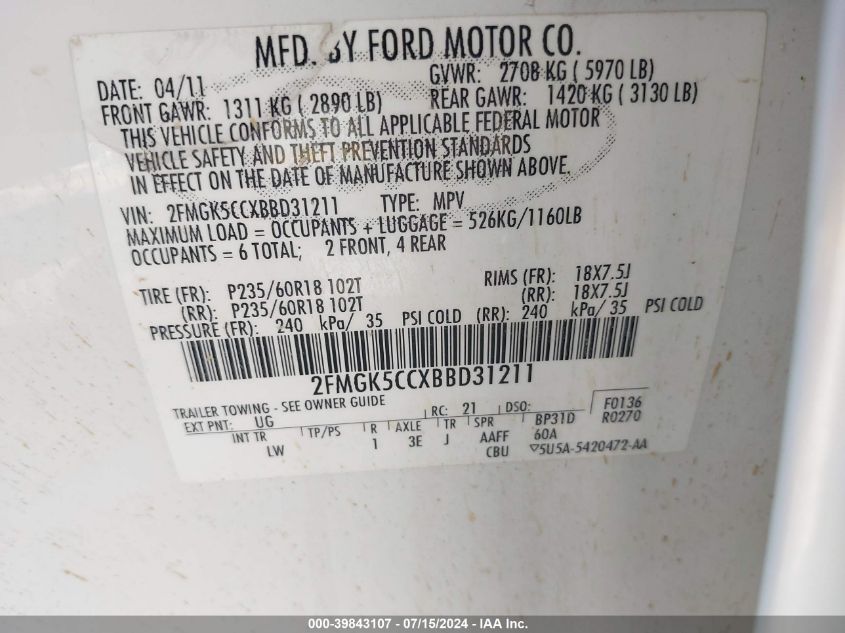 MFD. BY FORD MOTOR CO.
DATE: 04/11 GVWR: 2708 KG ( 5970 LB)
FRONT GAWR: 1311 KG ( 2890 LB) REAR GAWR: 1420 KG ( 3130 LB)
THIS VEHICLE CONFORMS TO ALL APPLICABLE FEDERAL MOTOR
VEHICLE SAFETY AND THEFT PREVENTION STANDARDS
IN EFFECT ON THE DATE OF MANUFACTURE SHOWN ABOVE.
VIN: 2FMGK5CCXBBD31211 TYPE: MPV
MAXIMUM LOAD = OCCUPANTS + LUGGAGE = 526KG/1160LB
OCCUPANTS = 6 TOTAL; 2 FRONT, 4 REAR
TIRE (FR): P235/60R18 102T RIMS (FR): 18X7.5J
(RR): P235/60R18 102T (RR): 18X7.5J
PRESSURE (FR): 240 kPa/ 35 PSI COLD (RR): 240 kPa/ 35 PSI COLD
2FMGK5CCXBBD31211
TRAILER TOWING - SEE OWNER GUIDE
EXT PNT: UG RC: 21 DSO: F0136
INT TR TP/PS R AXLE TR SPR BP31D R0270
LW 1 3E J AAFF 60A
CBU ▽5U5A-5420472-AA
000-39843107 - 07/15/2024 - IAA Inc.